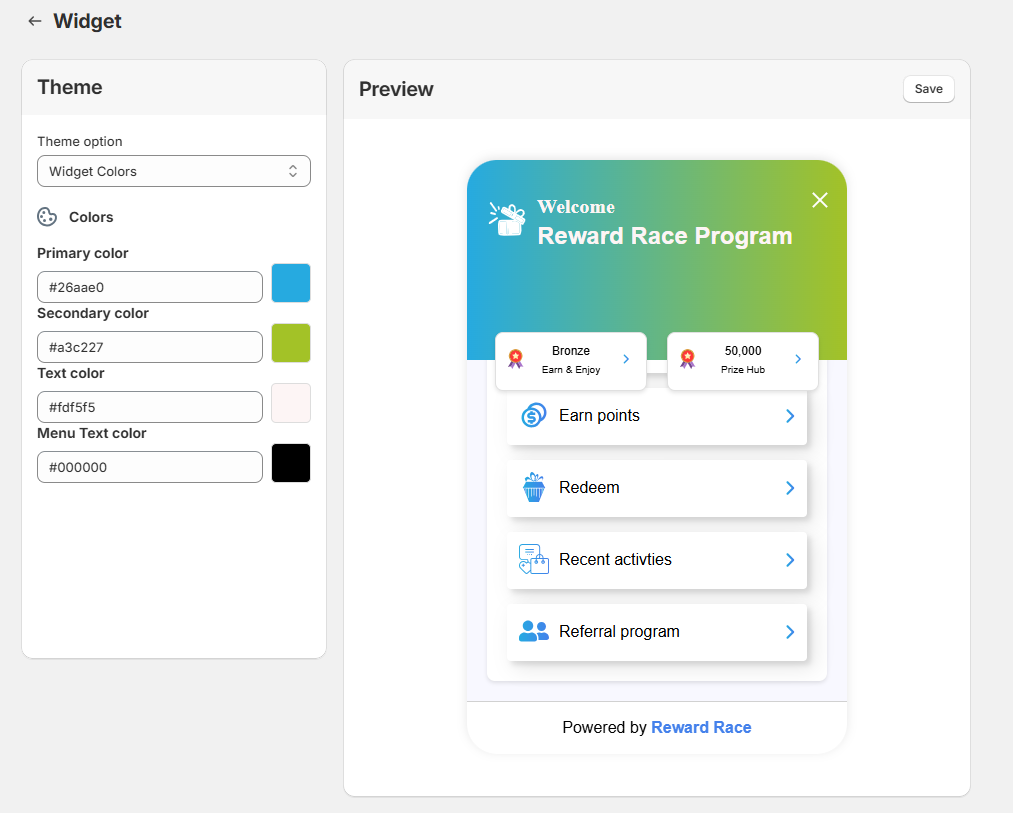 Widget
Theme
Theme option
Widget Colors
Colors
Primary color
#26aae0
Secondary color
#a3c227
Text color
#fdf5f5
Menu Text color
#000000
Preview
Save
Welcome
Reward Race Program
Bronze
Earn & Enjoy
50,000
Prize Hub
Earn points
Redeem
Recent activties
Referral program
Powered by Reward Race